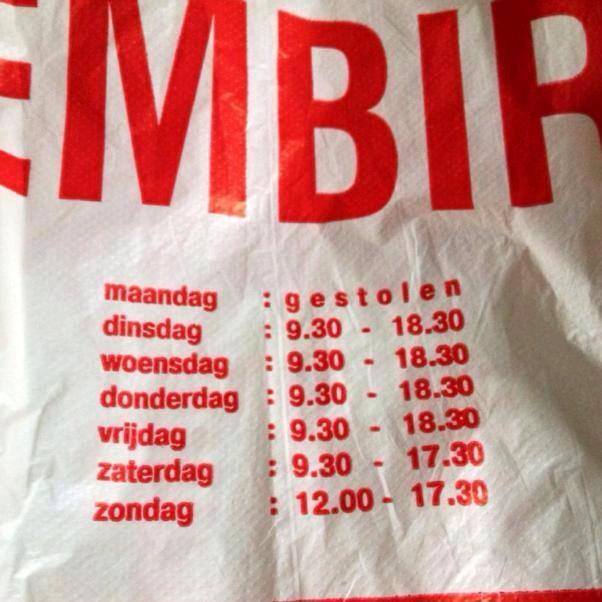 EMBIR
maandag : gestolen
dinsdag : 9.30 - 18.30
woensdag : 9.30 - 18.30
donderdag : 9.30 - 18.30
vrijdag : 9.30 - 18.30
zaterdag : 9.30 - 17.30
zondag : 12.00 - 17.30